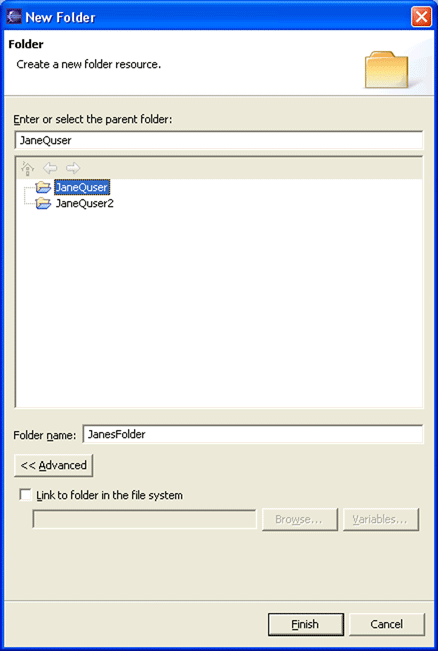 New Folder
Folder
Create a new folder resource.
Enter or select the parent folder:
JaneQuser
JaneQuser
JaneQuser2
Folder name: JanesFolder
<< Advanced
Link to folder in the file system
Browse... Variables...
Finish Cancel